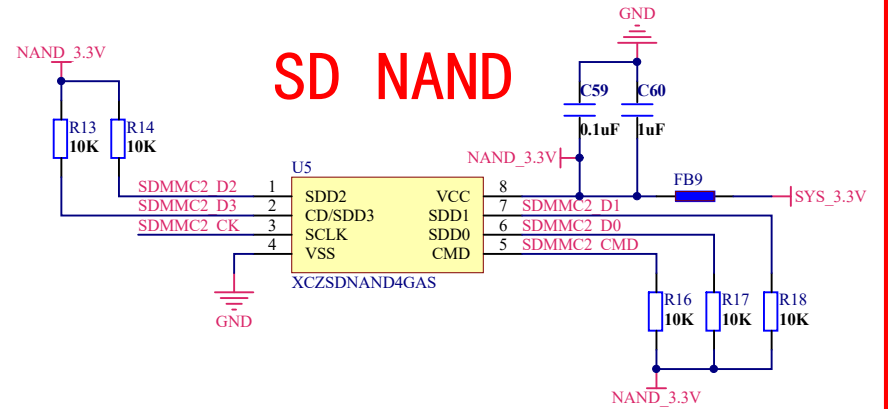 GND
NAND_3.3V
SD NAND
C59
C60
R13
R14
10K
10K
0.1uF
1uF
NAND_3.3V
U5
FB9
SDMMC2_D2
1
SDD2
VCC
8
SYS_3.3V
SDMMC2_D3
2
CD/SDD3
SDD1
7
SDMMC2_D1
SDMMC2_CK
3
SCLK
SDD0
6
SDMMC2_D0
4
VSS
CMD
5
SDMMC2_CMD
XCZSDNAND4GAS
GND
R16
R17
R18
10K
10K
10K
NAND_3.3V